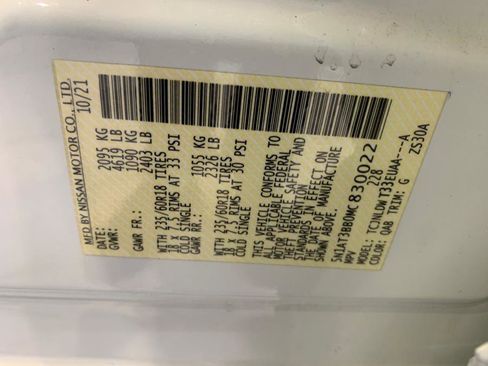 MFD BY NISSAN MOTOR CO., LTD.
10/21
GVWR: 2095 KG
4619 LB
GAWR FR: 1090 KG
2403 LB
WITH 235/60R18 TIRES
18 X 7.5 RIMS AT 33 PSI
COLD SINGLE
GAWR RR: 1055 KG
2326 LB
WITH 235/60R18 TIRES
18 X 7.5 RIMS AT 30 PSI
COLD SINGLE
THIS VEHICLE CONFORMS TO
ALL APPLICABLE FEDERAL
MOTOR VEHICLE SAFETY AND
THEFT PREVENTION
STANDARDS IN EFFECT ON
THE DATE OF MANUFACTURE
SHOWN ABOVE.
5N1AT3BB0MC830022
MPV 228
MODEL: TCJNLDW T33EUAA---A
COLOR: QAB TRIM: G ZS30A